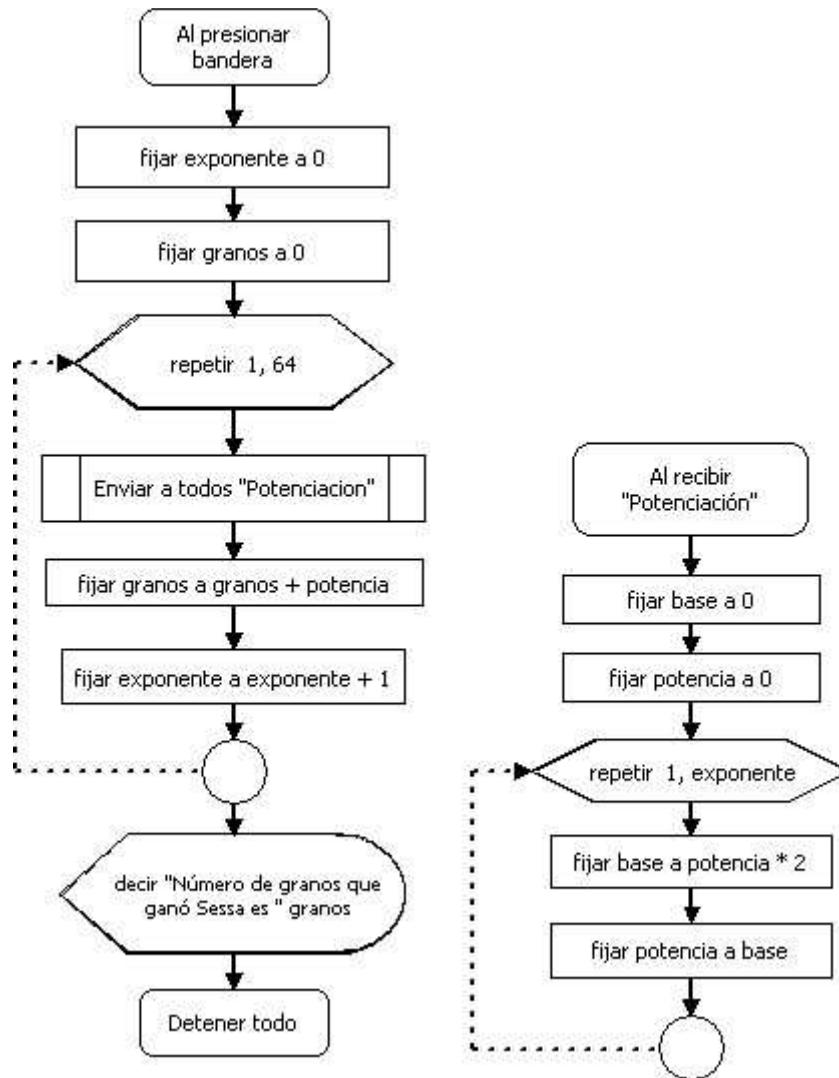 Al presionar
bandera
fijar exponente a 0
fijar granos a 0
repetir 1, 64
Enviar a todos "Potenciacion"
fijar granos a granos + potencia
fijar exponente a exponente + 1
decir "Número de granos que
ganó Sessa es " granos
Detener todo
Al recibir
"Potenciación"
fijar base a 0
fijar potencia a 0
repetir 1, exponente
fijar base a potencia * 2
fijar potencia a base